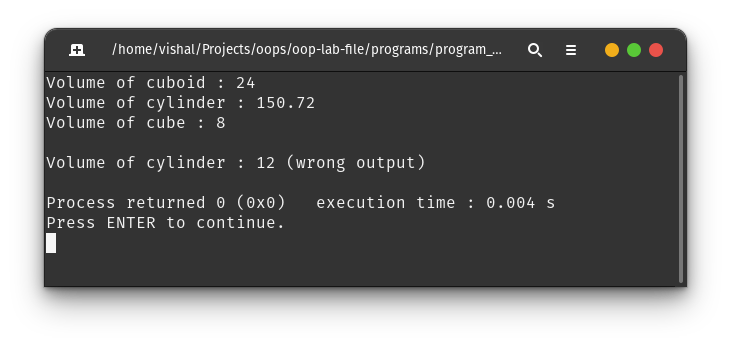 /home/vishal/Projects/oops/oop-lab-file/programs/program_...
Volume of cuboid : 24
Volume of cylinder : 150.72
Volume of cube : 8
Volume of cylinder : 12 (wrong output)
Process returned 0 (0x0)   execution time : 0.004 s
Press ENTER to continue.